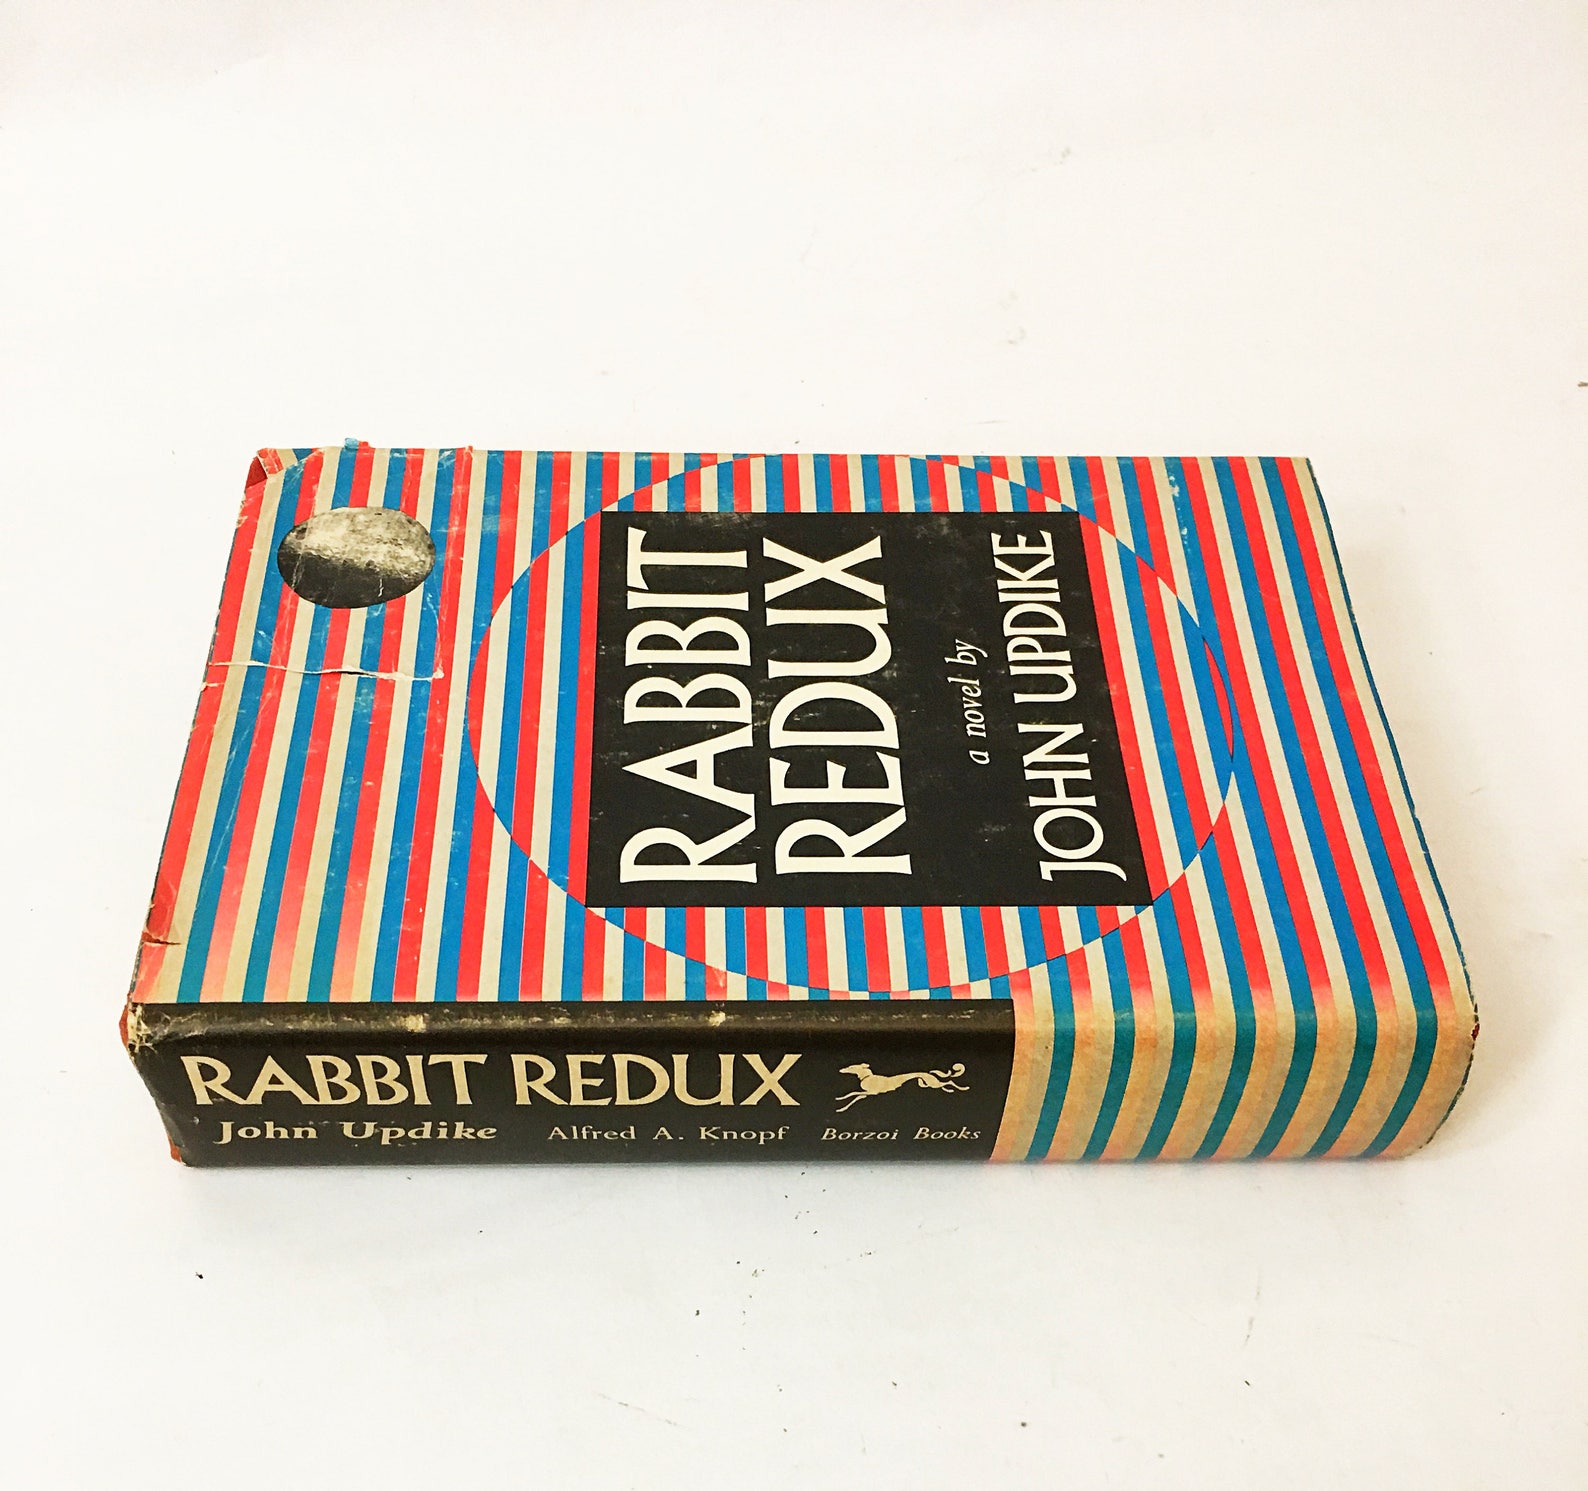 RABBIT
REDUX
a novel by
JOHN UPDIKE
RABBIT REDUX
John Updike Alfred A. Knopf Borzoi Books